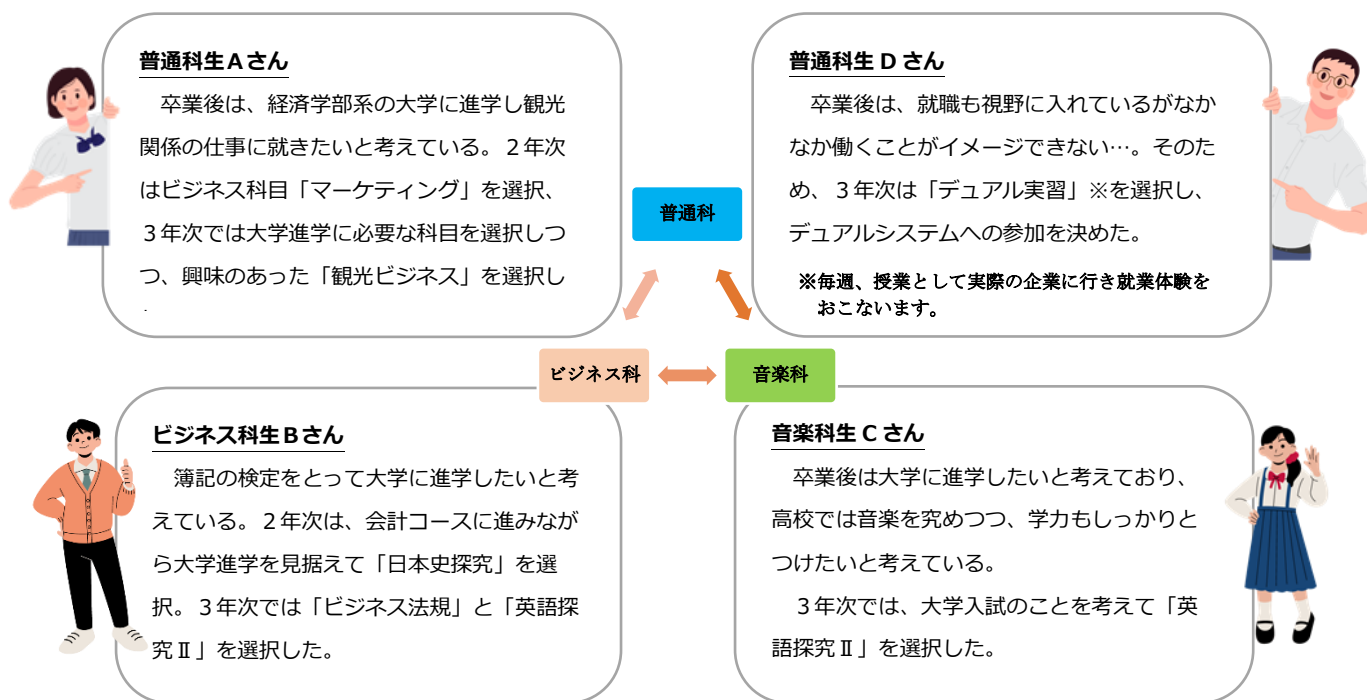 普通科生Aさん
卒業後は、経済学部系の大学に進学し観光
関係の仕事に就きたいと考えている。２年次
はビジネス科目「マーケティング」を選択、
３年次では大学進学に必要な科目を選択しつ
つ、興味のあった「観光ビジネス」を選択し
普通科生 D さん
卒業後は、就職も視野に入れているがなか
なか働くことがイメージできない…。そのた
め、３年次は「デュアル実習」※を選択し、
デュアルシステムへの参加を決めた。
※毎週、授業として実際の企業に行き就業体験を
おこないます。
普通科
ビジネス科
音楽科
ビジネス科生Bさん
簿記の検定をとって大学に進学したいと考
えている。２年次は、会計コースに進みなが
ら大学進学を見据えて「日本史探究」を選
択。３年次では「ビジネス法規」と「英語探
究Ⅱ」を選択した。
音楽科生 C さん
卒業後は大学に進学したいと考えており、
高校では音楽を究めつつ、学力もしっかりと
つけたいと考えている。
３年次では、大学入試のことを考えて「英
語探究Ⅱ」を選択した。